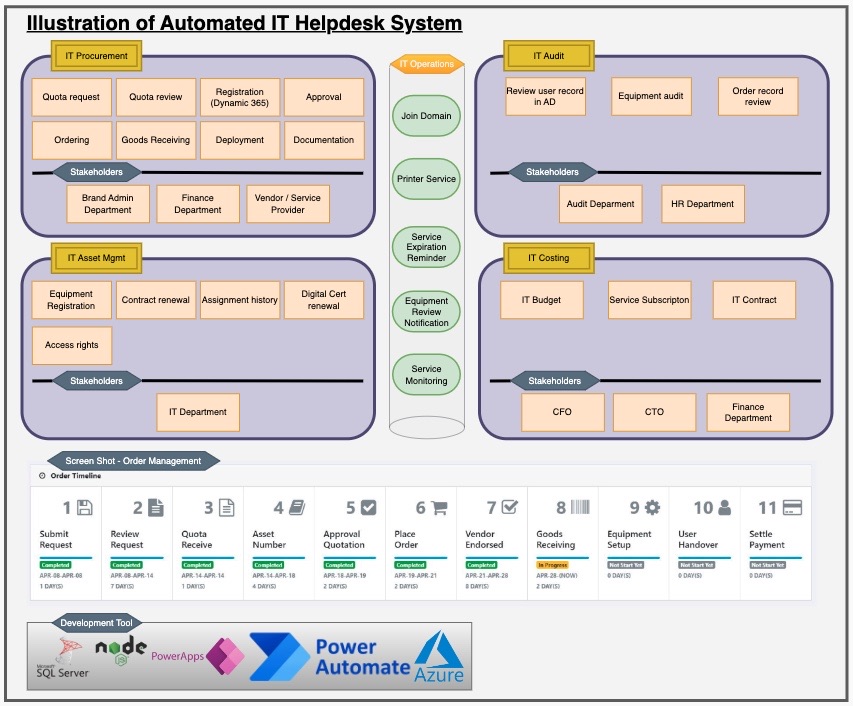 Illustration of Automated IT Helpdesk System
IT Procurement
Quota request
Quota review
Registration
(Dynamic 365)
Approval
Ordering
Goods Receiving
Deployment
Documentation
Stakeholders
Brand Admin
Department
Finance
Department
Vendor / Service
Provider
IT Operations
Join Domain
Printer Service
Service
Expiration
Reminder
Equipment
Review
Notification
Service
Monitoring
IT Audit
Review user record
in AD
Equipment audit
Order record
review
Stakeholders
Audit Deparment
HR Department
IT Asset Mgmt
Equipment
Registration
Contract renewal
Assignment history
Digital Cert
renewal
Access rights
Stakeholders
IT Department
IT Costing
IT Budget
Service Subscripton
IT Contract
Stakeholders
CFO
CTO
Finance
Department
Screen Shot - Order Management
Order Timeline
1
Submit
Request
Completed
APR-08-APR-08
1 DAY(S)
2
Review
Request
Completed
APR-08-APR-14
7 DAY(S)
3
Quota
Receive
Completed
APR-14-APR-14
1 DAY(S)
4
Asset
Number
Completed
APR-14-APR-18
4 DAY(S)
5
Approval
Quotation
Completed
APR-18-APR-19
2 DAY(S)
6
Place
Order
Completed
APR-19-APR-21
2 DAY(S)
7
Vendor
Endorsed
Completed
APR-21-APR-28
8 DAY(S)
8
Goods
Receiving
In Progress
APR-28-(NOW)
2 DAY(S)
9
Equipment
Setup
Not Start Yet
0 DAY(S)
10
User
Handover
Not Start Yet
0 DAY(S)
11
Settle
Payment
Not Start Yet
0 DAY(S)
Development Tool
Microsoft
SQL Server
node
JS
PowerApps
Power
Automate
Azure